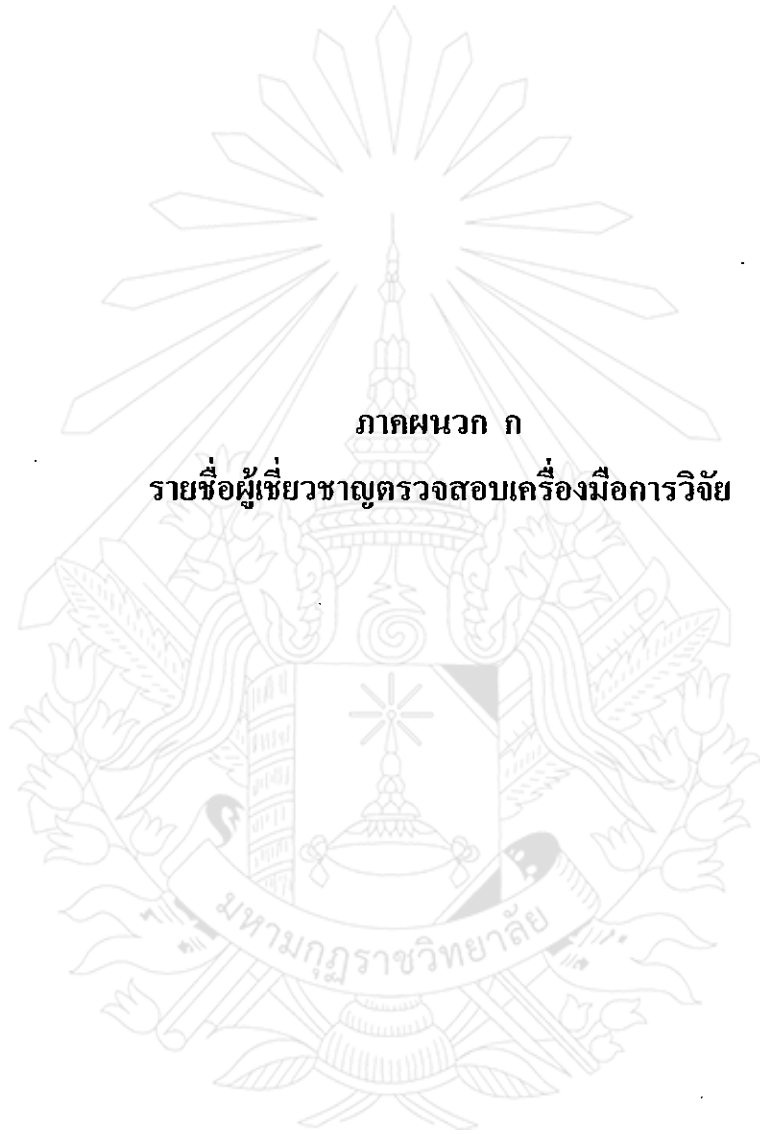 ภาคผนวก ก
รายชื่อผู้เชี่ยวชาญตรวจสอบเครื่องมือการวิจัย
มหามกุฏราชวิทยาลัย